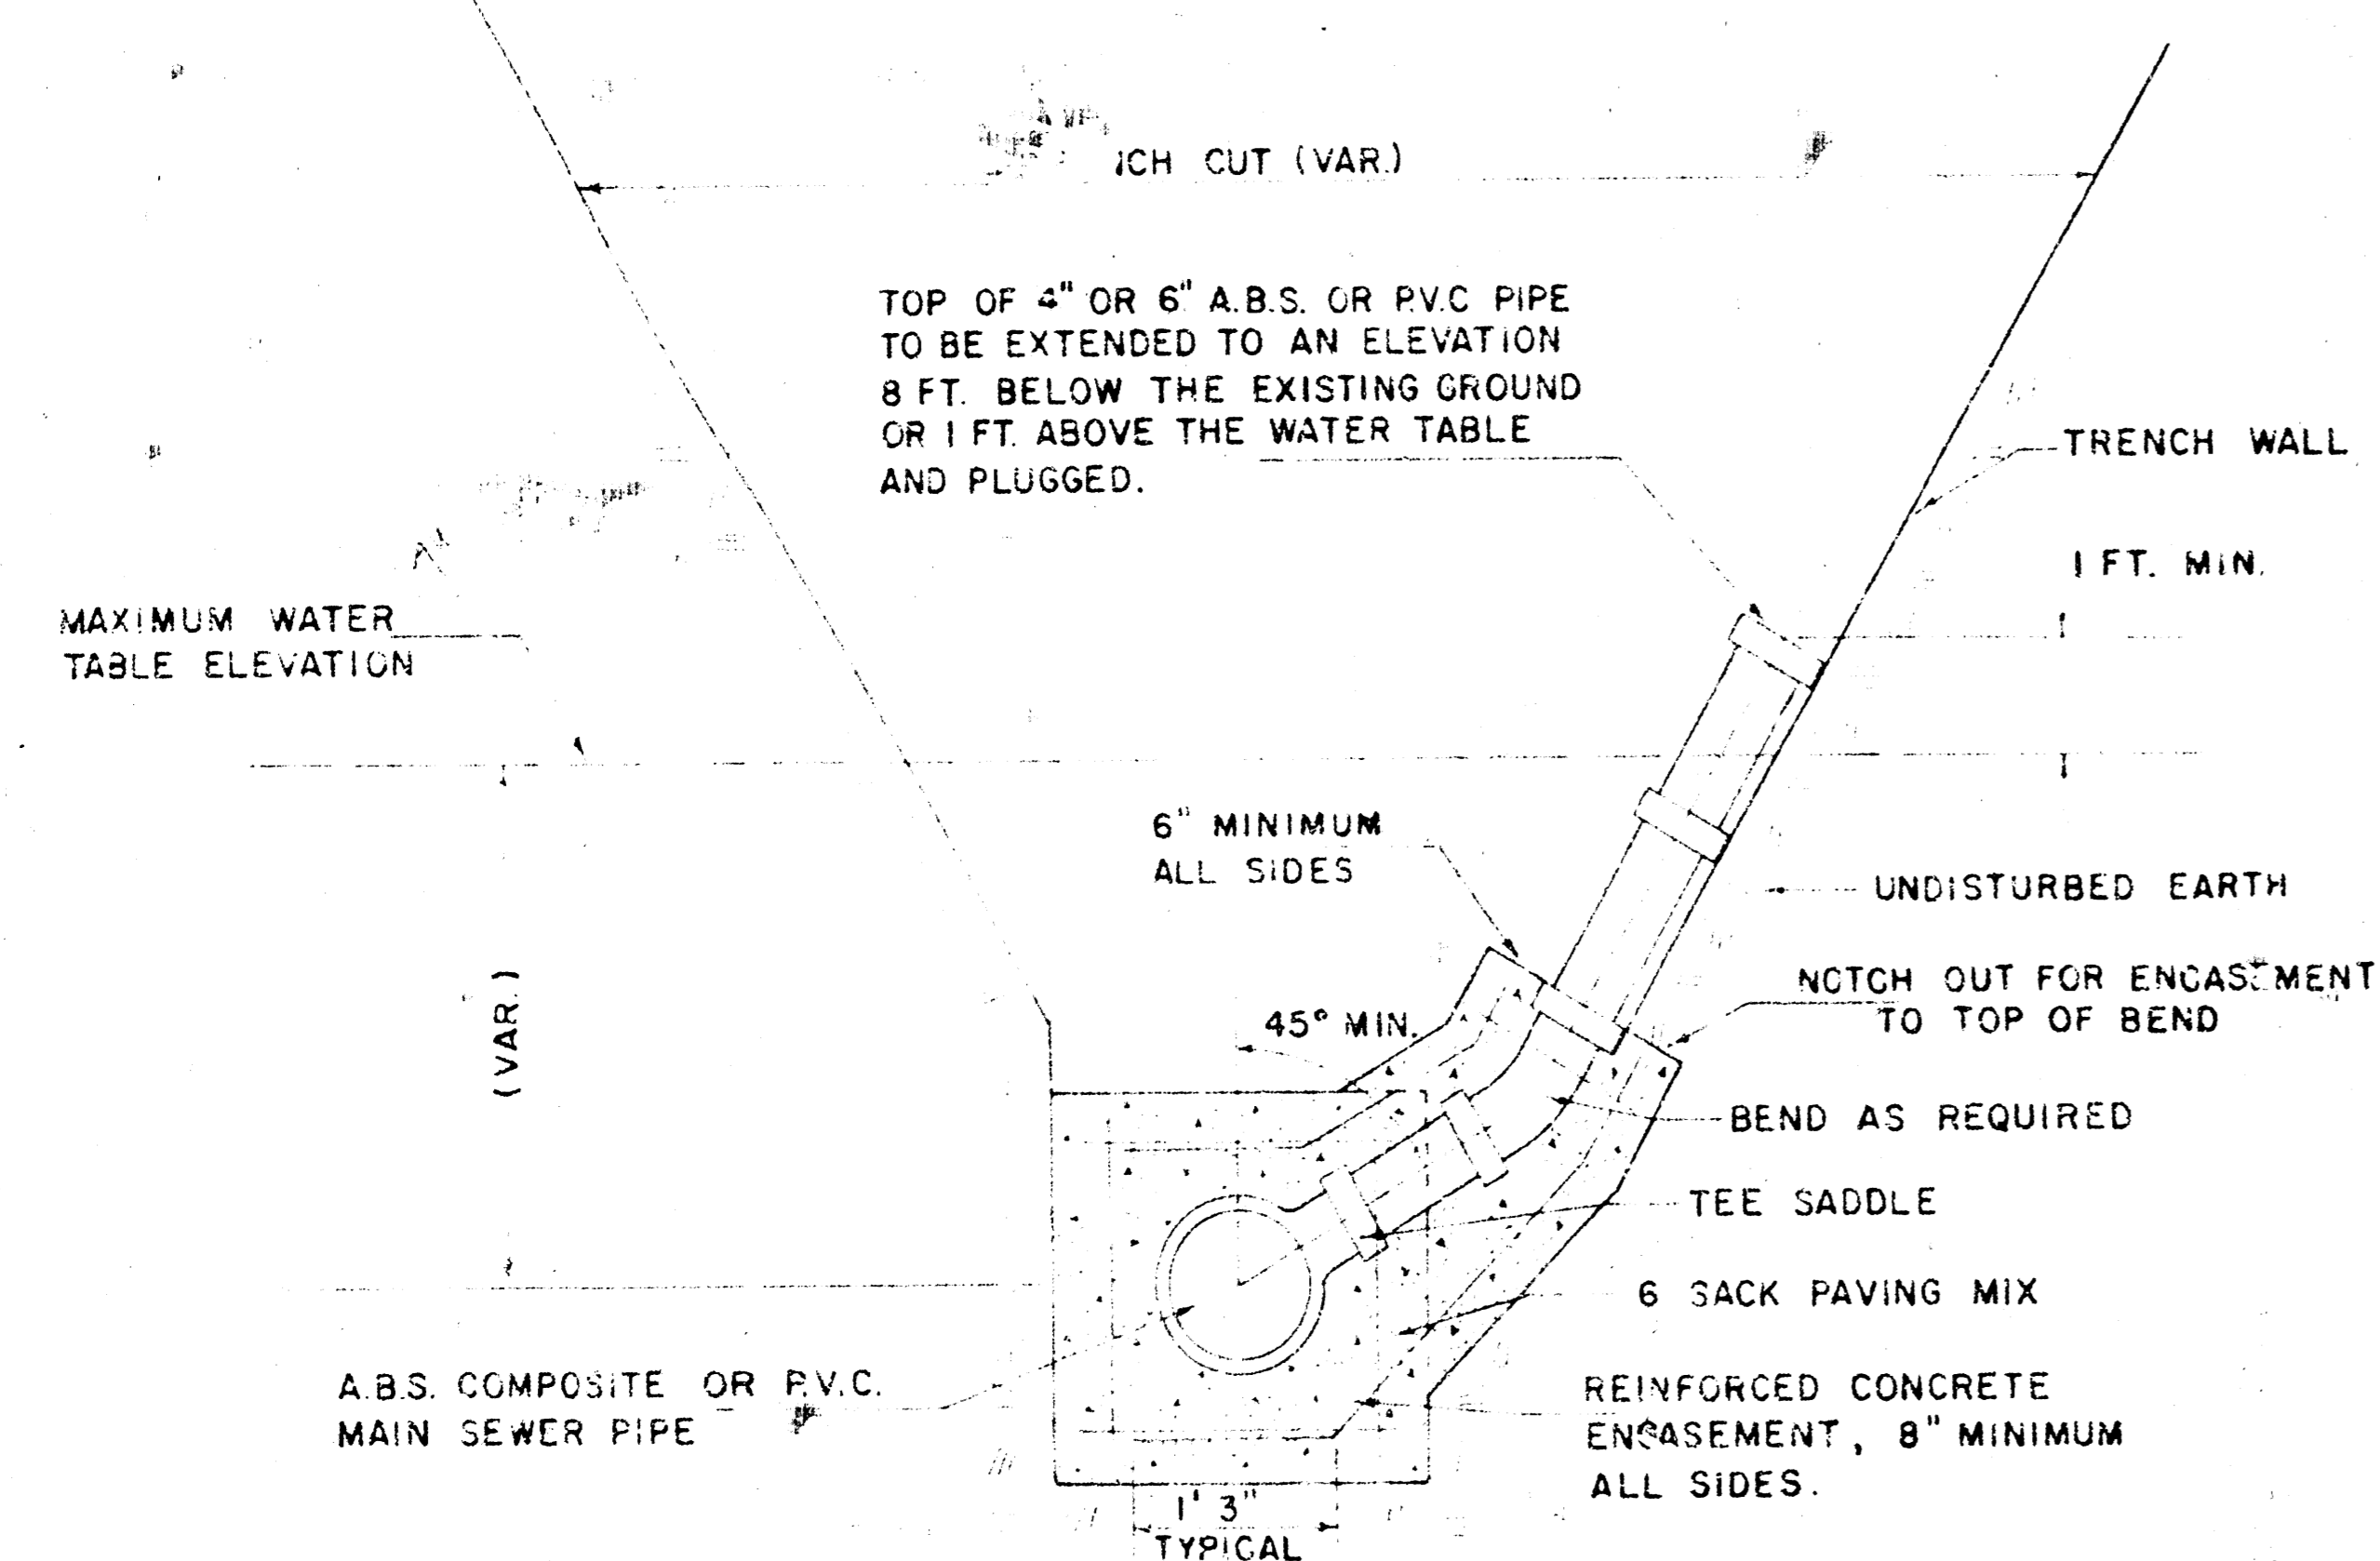 CUT (VAR.)
TOP OF 4" OR 6" A.B.S. OR P.V.C PIPE
TO BE EXTENDED TO AN ELEVATION
8 FT. BELOW THE EXISTING GROUND
OR 1 FT. ABOVE THE WATER TABLE
AND PLUGGED.
TRENCH WALL
1 FT. MIN.
MAXIMUM WATER
TABLE ELEVATION
6" MINIMUM
ALL SIDES
UNDISTURBED EARTH
NOTCH OUT FOR ENCASEMENT
TO TOP OF BEND
45° MIN.
(VAR.)
BEND AS REQUIRED
TEE SADDLE
6 SACK PAVING MIX
A.B.S. COMPOSITE OR P.V.C.
MAIN SEWER PIPE
REINFORCED CONCRETE
ENCASEMENT, 8" MINIMUM
ALL SIDES.
1' 3"
TYPICAL